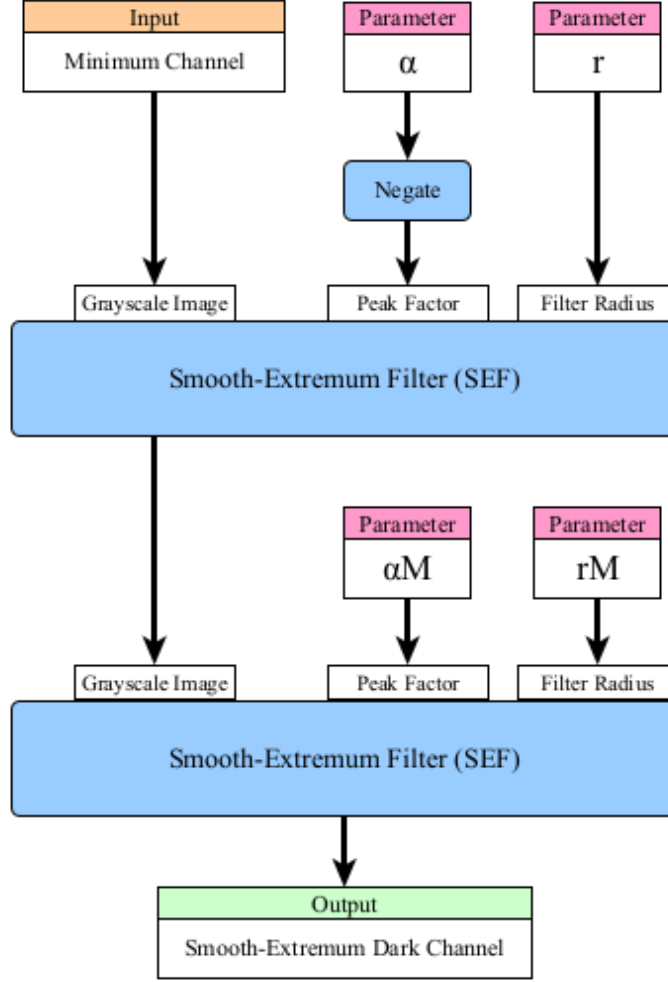 Input
Parameter
Parameter
Minimum Channel
α
r
Negate
Grayscale Image
Peak Factor
Filter Radius
Smooth-Extremum Filter (SEF)
Parameter
Parameter
αM
rM
Grayscale Image
Peak Factor
Filter Radius
Smooth-Extremum Filter (SEF)
Output
Smooth-Extremum Dark Channel